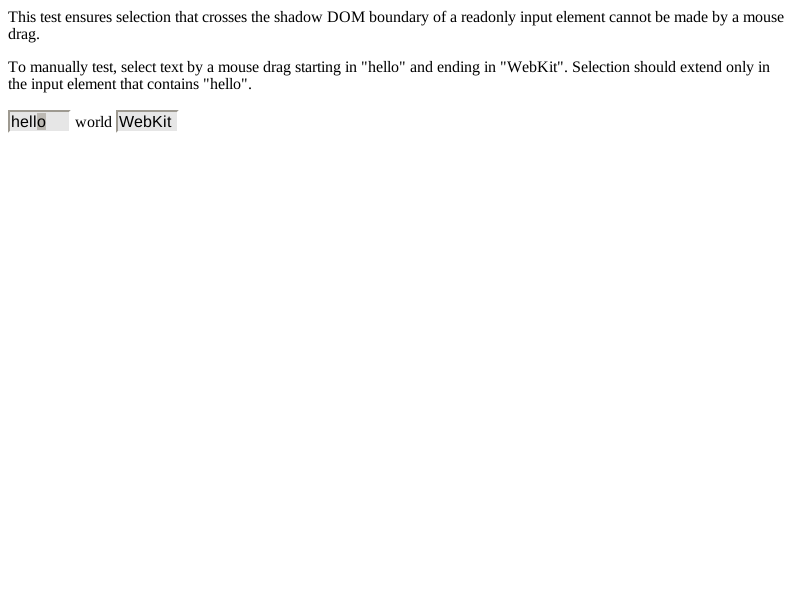 This test ensures selection that crosses the shadow DOM boundary of a readonly input element cannot be made by a mouse
drag.
To manually test, select text by a mouse drag starting in "hello" and ending in "WebKit". Selection should extend only in
the input element that contains "hello".
hello world WebKit